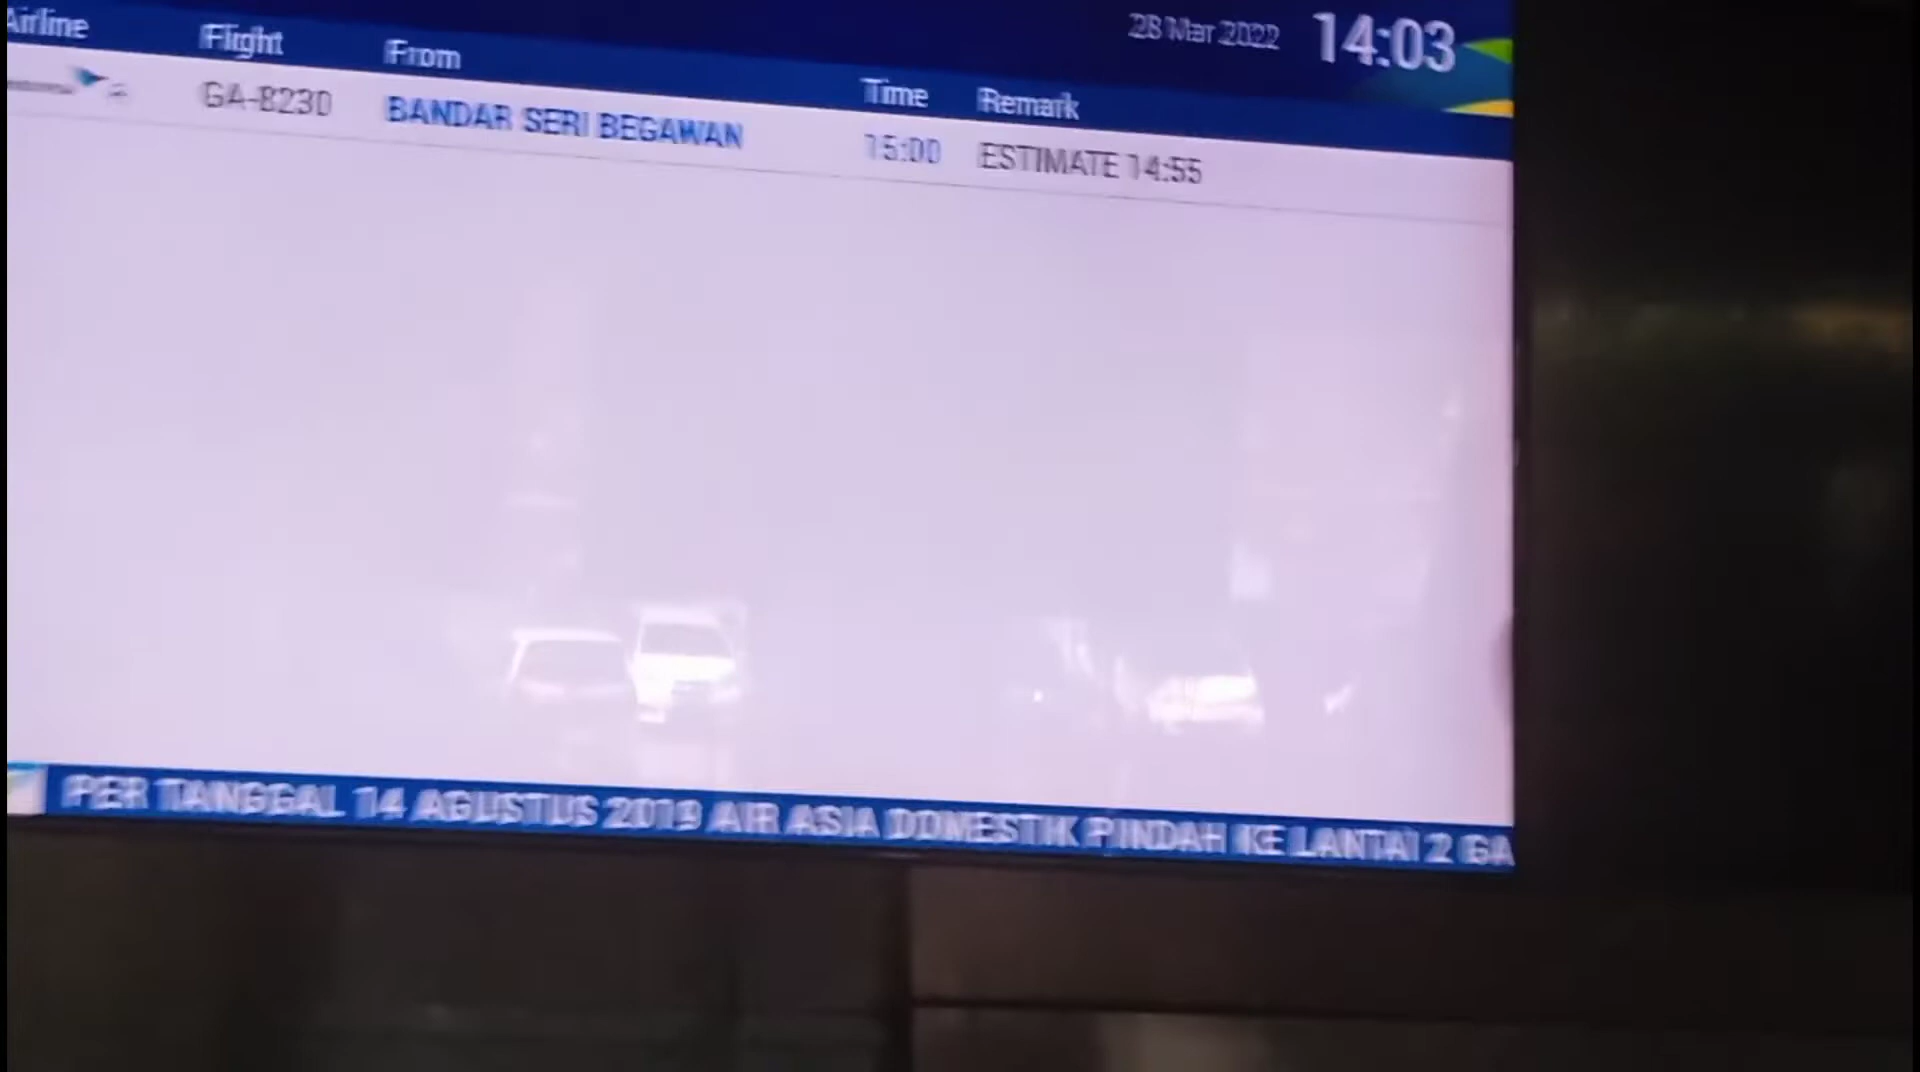 28 Mar 2022 14:03
Airline Flight From Time Remark
GA-8230 BANDAR SERI BEGAWAN 15:00 ESTIMATE 14:55
PER TANGGAL 14 AGUSTUS 2019 AIR ASIA DOMESTIK PINDAH KE LANTAI 2 GA